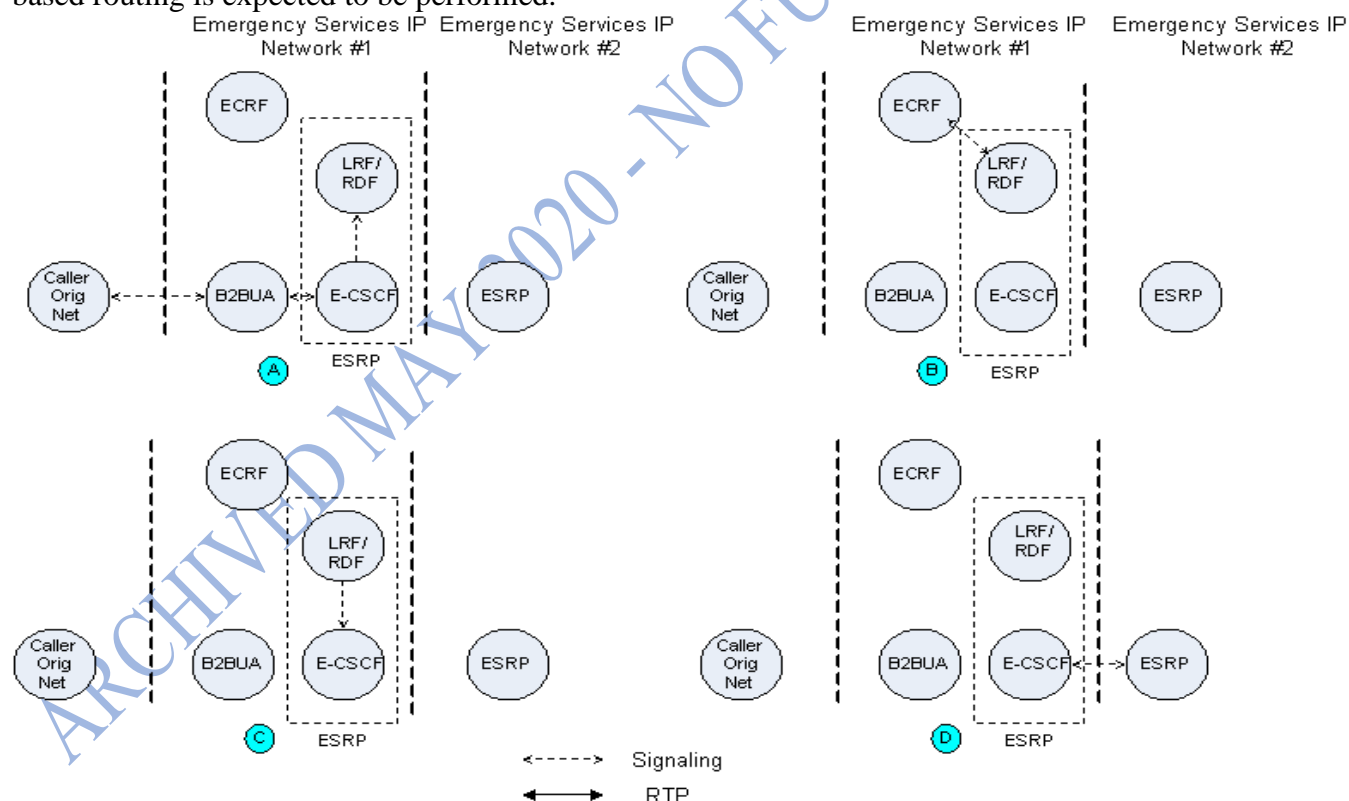 based routing is expected to be performed.
Emergency Services IP
Network #1
Emergency Services IP
Network #2
Emergency Services IP
Network #1
Emergency Services IP
Network #2
ECRF
LRF/
RDF
Caller
Orig
Net
B2BUA
E-CSCF
ESRP
A
ESRP
ECRF
LRF/
RDF
Caller
Orig
Net
B2BUA
E-CSCF
ESRP
B
ESRP
ECRF
LRF/
RDF
Caller
Orig
Net
B2BUA
E-CSCF
ESRP
C
ESRP
ECRF
LRF/
RDF
Caller
Orig
Net
B2BUA
E-CSCF
ESRP
D
ESRP
Signaling
RTP
ARCHIVED MAY 2020 - NO